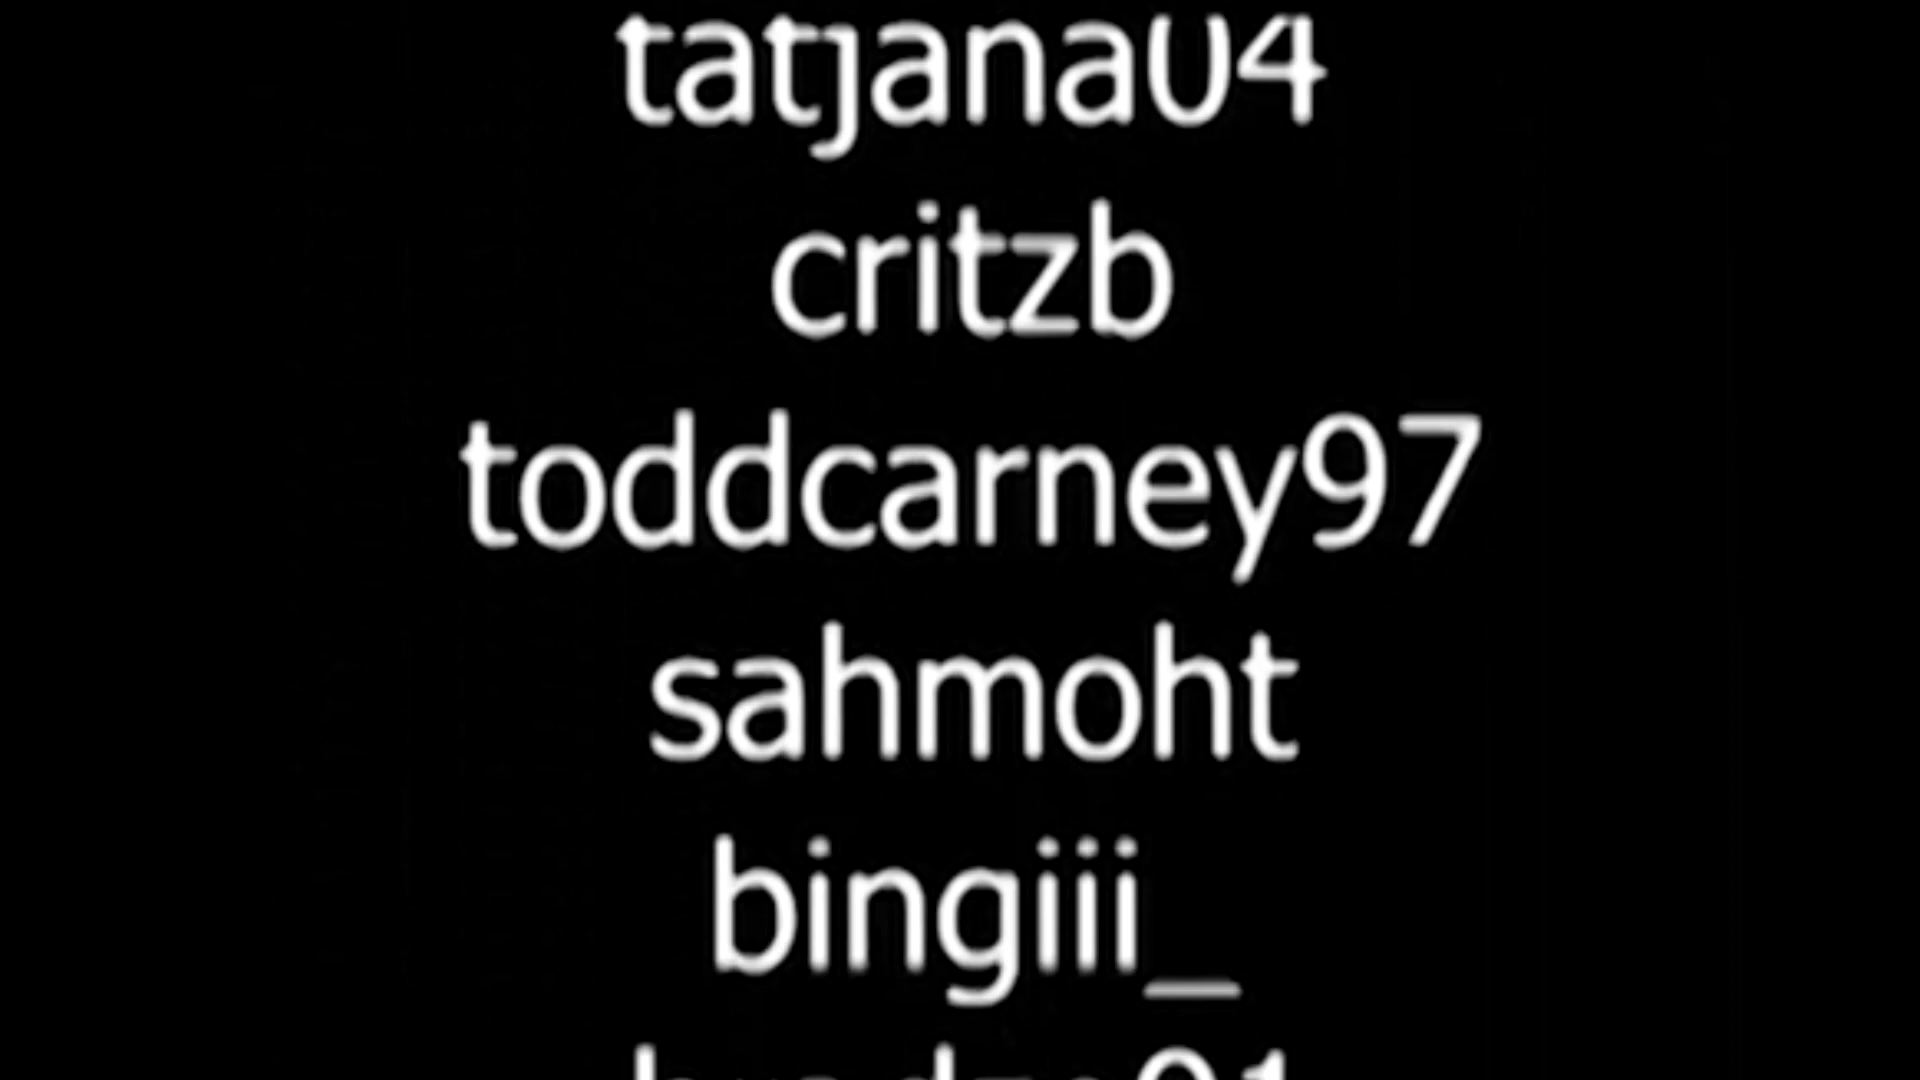 tatjana04
critzb
toddcarney97
sahmoht
bingiii_